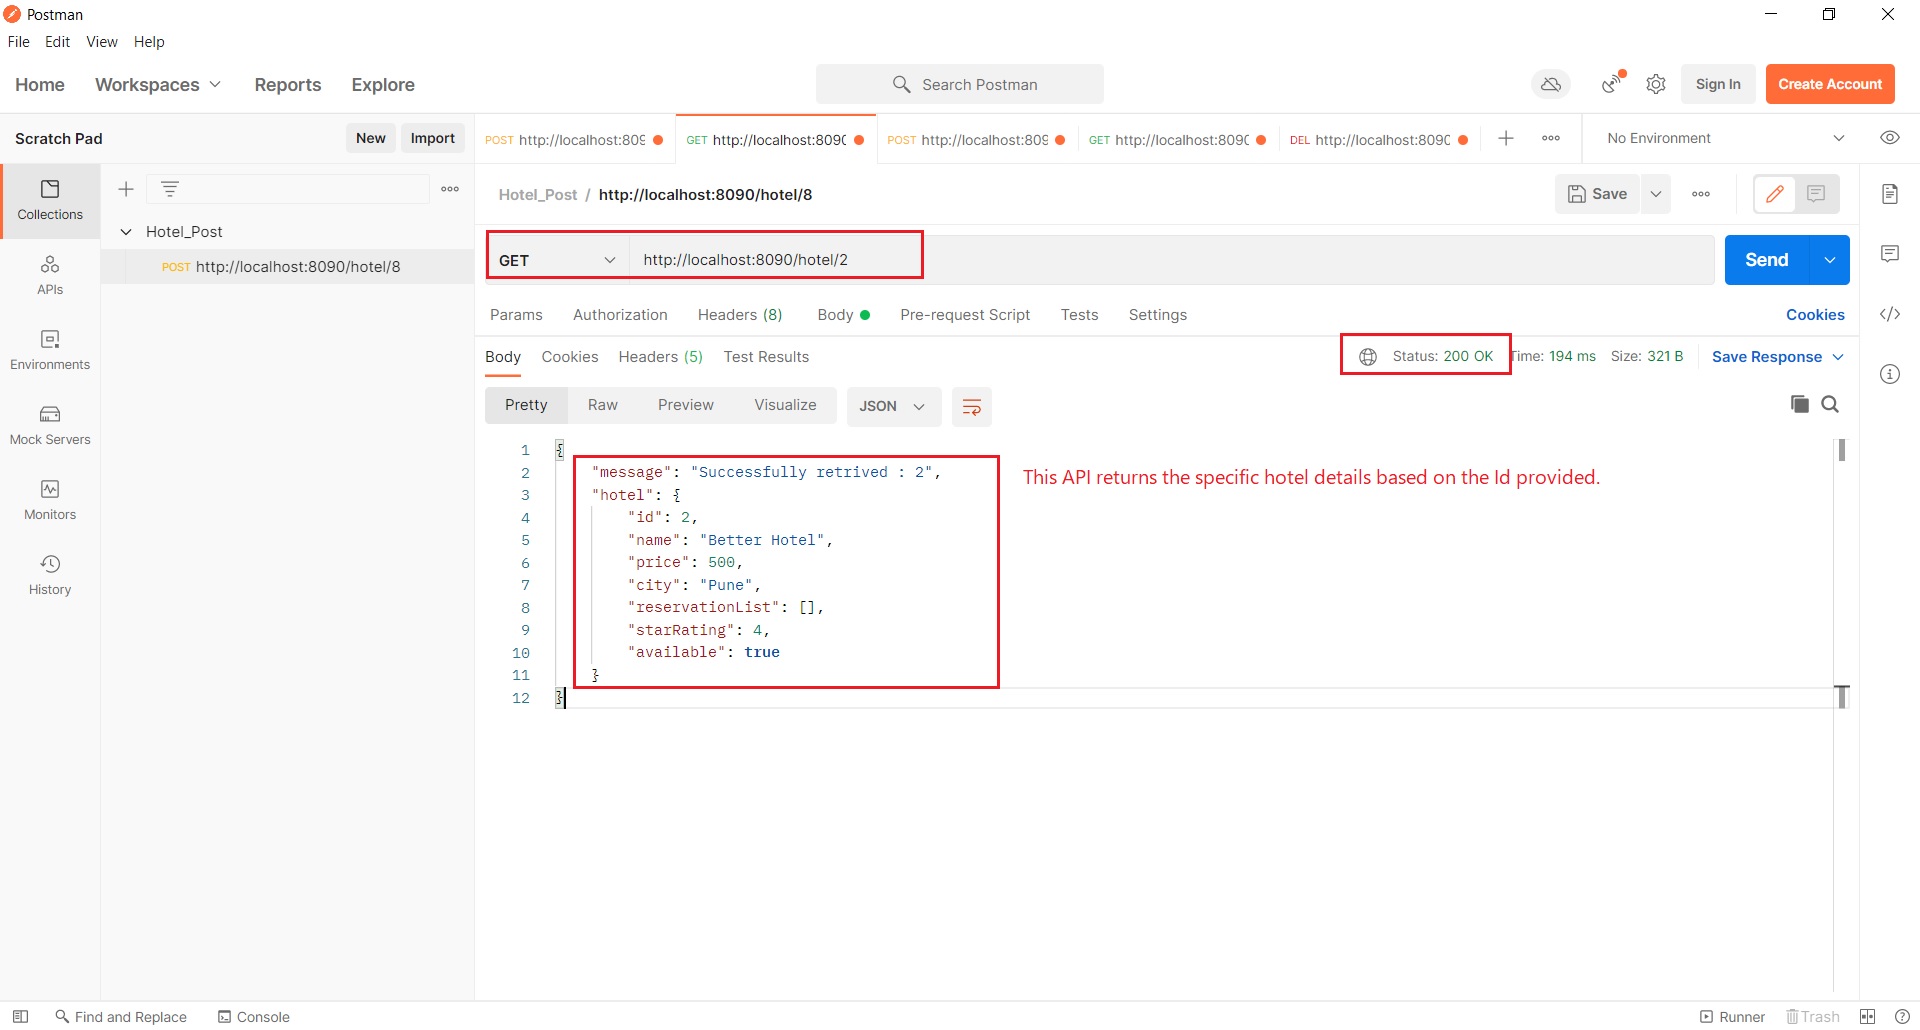 Postman
File Edit View Help
Home Workspaces Reports Explore Search Postman Sign In Create Account
Scratch Pad New Import POST http://localhost:809 GET http://localhost:809 POST http://localhost:809 GET http://localhost:809 DEL http://localhost:809 No Environment
Hotel_Post / http://localhost:8090/hotel/8 Save
Collections
Hotel_Post
POST http://localhost:8090/hotel/8
GET http://localhost:8090/hotel/2 Send
APIs
Params Authorization Headers (8) Body Pre-request Script Tests Settings Cookies
Environments
Body Cookies Headers (5) Test Results Status: 200 OK Time: 194 ms Size: 321 B Save Response
Pretty Raw Preview Visualize JSON
Mock Servers
Monitors
History
1 {
2 "message": "Successfully retrived : 2",
3 "hotel": {
4 "id": 2,
5 "name": "Better Hotel",
6 "price": 500,
7 "city": "Pune",
8 "reservationList": [],
9 "starRating": 4,
10 "available": true
11 }
12 }
This API returns the specific hotel details based on the Id provided.
Find and Replace Console Runner Trash